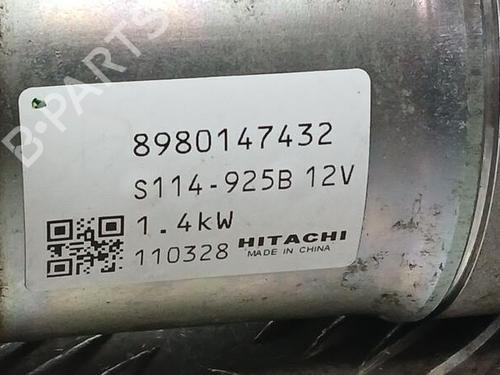 B-PARTS
8980147432
S114-925B 12V
1.4kW
110328 HITACHI
MADE IN CHINA